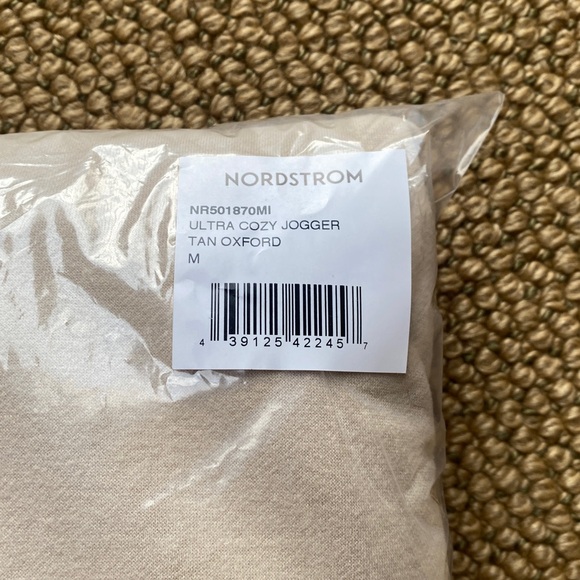 NORDSTROM
NR501870MI
ULTRA COZY JOGGER
TAN OXFORD
M
4 39125 42245 7